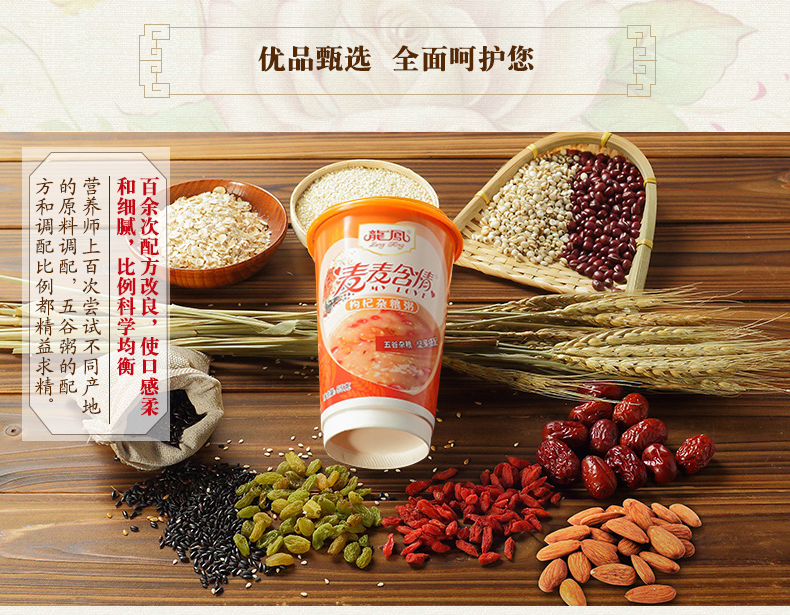 优品甄选 全面呵护您
百余次配方改良，使口感柔
和细腻，比例科学均衡
营养师上百次尝试不同产地
的原料调配，五谷粥的配
方和调配比例都精益求精。
龍鳳
Long Feng
麦麦含情
枸杞杂粮粥
五谷杂粮